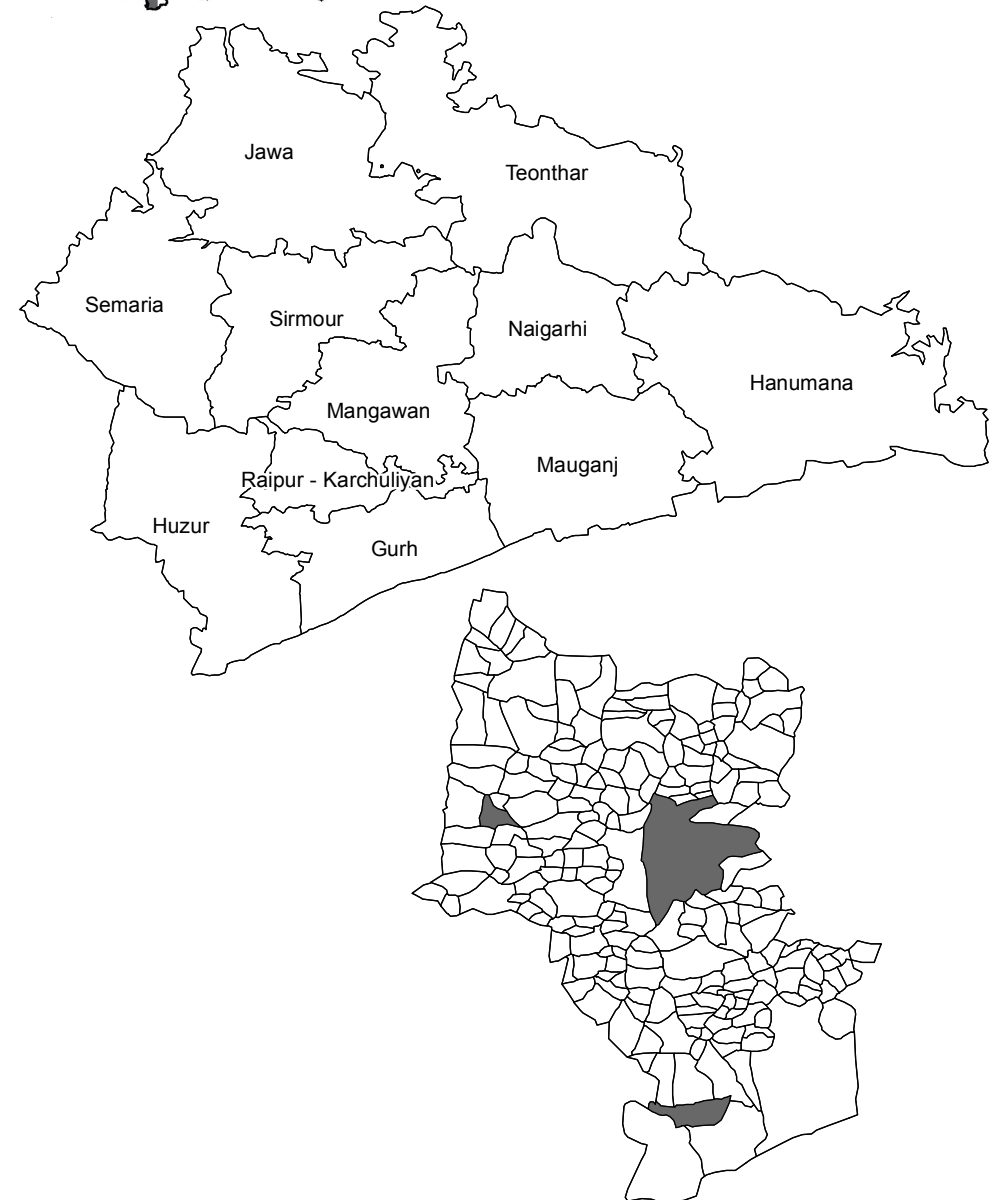 Jawa
Teonthar
Semaria
Sirmour
Naigarhi
Hanumana
Mangawan
Mauganj
Raipur - Karchuliyan
Huzur
Gurh